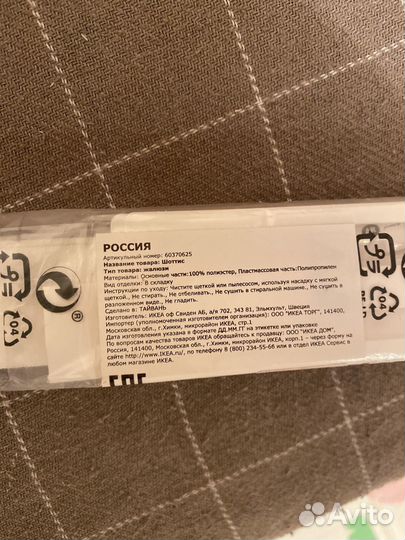 РОССИЯ
Артикульный номер: 60370625
Название товара: Шоттис
Тип товара: жалюзи
Материалы: Основные части:100% полиэстер, Пластмассовая часть:Полипропилен
Вид отделки: В складку
Инструкции по уходу: Чистите щеткой или пылесосом, используя насадку с мягкой
щеткой., Не стирать., Не отбеливать., Не сушить в стиральной машине., Не сушить в
разложенном виде., Не гладить.
Сделано в: ТАЙВАНЬ
Изготовитель: ИКЕА оф Свиден АБ, а/я 702, 343 81, Эльмхульт, Швеция
Импортер (уполномоченная изготовителем организация): ООО "ИКЕА ТОРГ", 141400,
Московская обл., г.Химки, микрорайон ИКЕА, стр.1
Дата изготовления указана в формате ДД.ММ.ГГ на этикетке или упаковке
По вопросам качества товаров ИКЕА обращайтесь к продавцу: ООО "ИКЕА ДОМ",
Россия, 141400, Московская обл., г.Химки, микрорайон ИКЕА, корп.1 – через форму на
сайте http://www.IKEA.ru/, по телефону 8 (800) 234-55-66 или в отдел ИКЕА Сервис в
любом магазине ИКЕА.
Avito